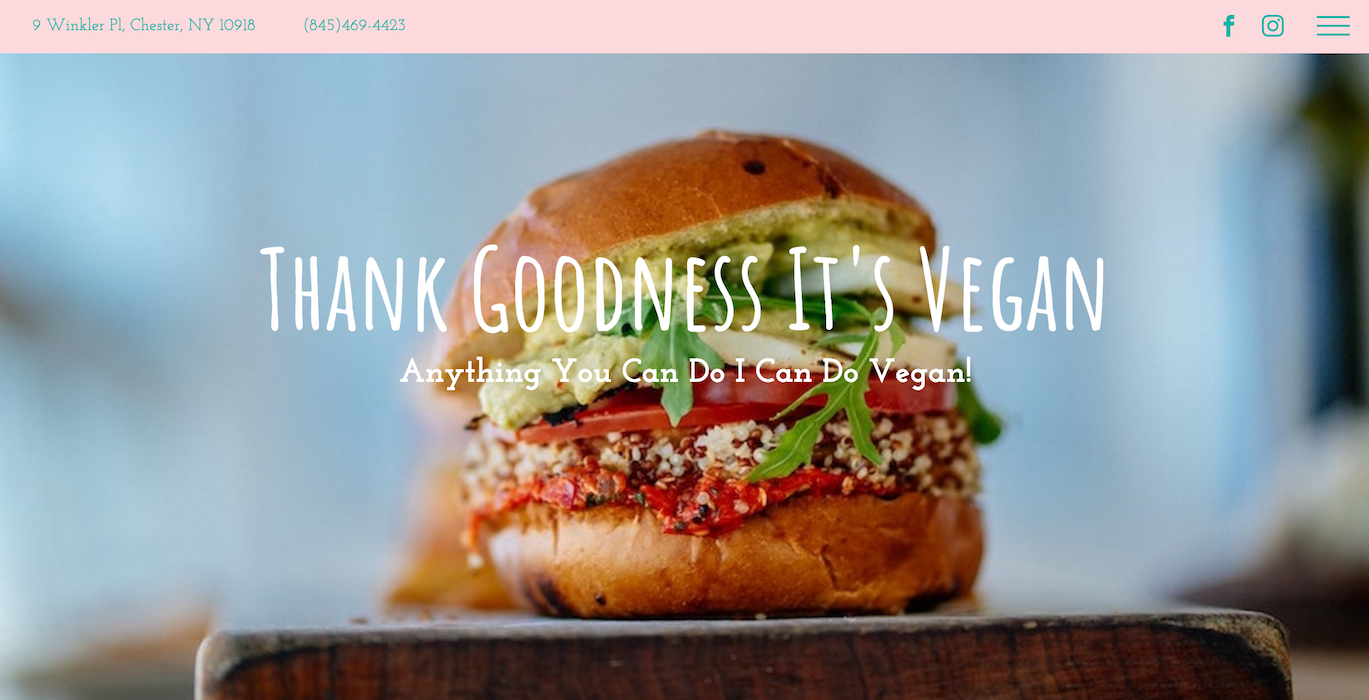 9 Winkler Pl, Chester, NY 10918 (845)469-4423
Thank Goodness It's Vegan
Anything You Can Do I Can Do Vegan!